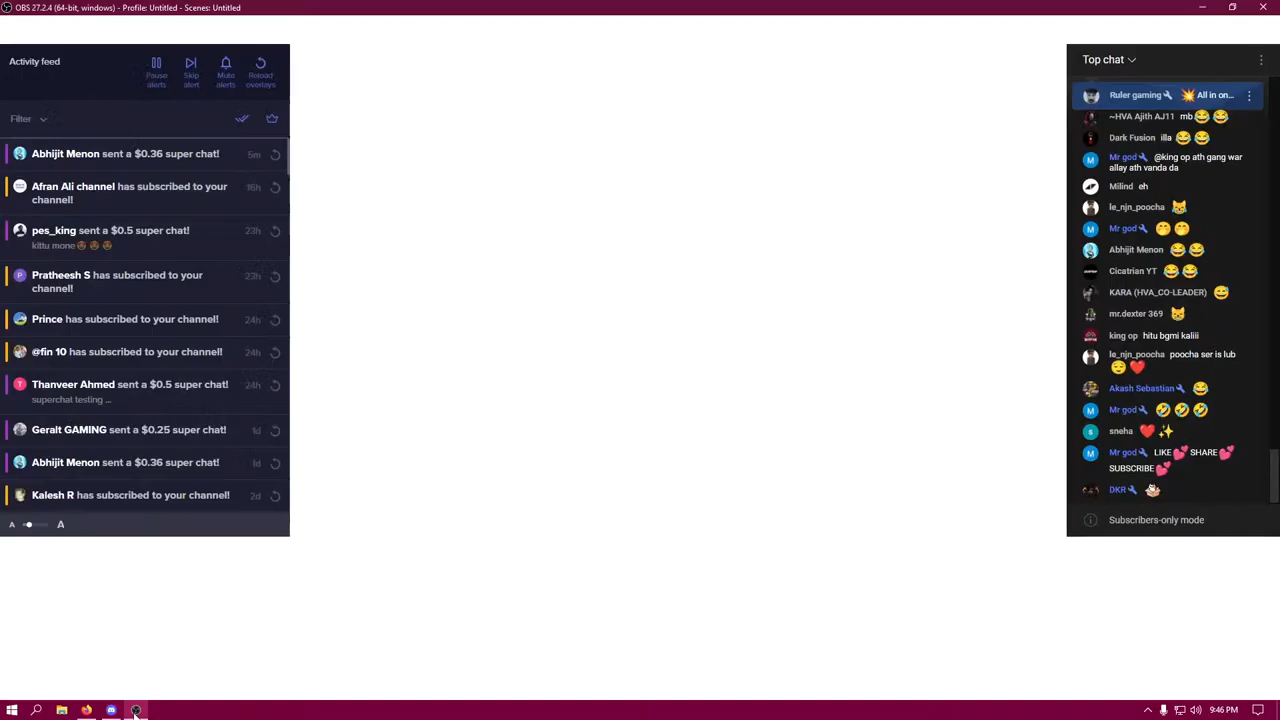 OBS 27.2.4 (64-bit, windows) - Profile: Untitled - Scenes: Untitled
Activity feed
Pause
alerts
Skip
alert
Mute
alerts
Reload
overlays
Filter
Abhijit Menon sent a $0.36 super chat!
5m
Afran Ali channel has subscribed to your
channel!
16h
pes_king sent a $0.5 super chat!
23h
kittu mone
Pratheesh S has subscribed to your
channel!
23h
Prince has subscribed to your channel!
24h
@fin 10 has subscribed to your channel!
24h
Thanveer Ahmed sent a $0.5 super chat!
24h
superchat testing ...
Geralt GAMING sent a $0.25 super chat!
1d
Abhijit Menon sent a $0.36 super chat!
1d
Kalesh R has subscribed to your channel!
2d
A A
Top chat
Ruler gaming 💥 All in on...
~HVA Ajith AJ11 mb😂😂
Dark Fusion illa😂😂
M Mr god @king op ath gang war
allay ath vanda da
Milind eh
le_njn_poocha 😹
M Mr god 🤭🤭
Abhijit Menon 😂😂
Cicatrian YT 😂😂
KARA (HVA_CO-LEADER) 😅
mr.dexter 369 😸
king op hitu bgmi kaliii
le_njn_poocha poocha ser is lub
😌❤️
Akash Sebastian 😂
M Mr god 🤣🤣🤣
s sneha ❤️✨
M Mr god LIKE💕SHARE💕
SUBSCRIBE💕
DKR
Subscribers-only mode
9:46 PM